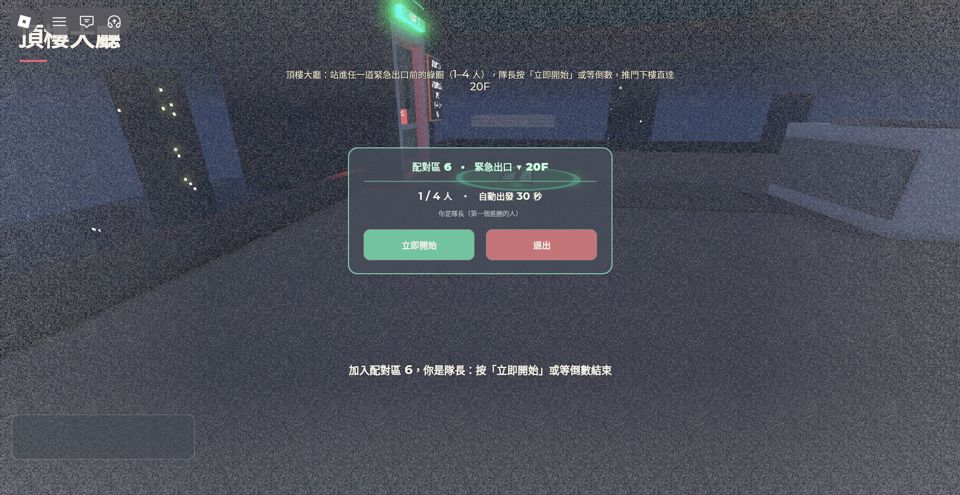 頂樓大廳
頂樓大廳：站進任一道緊急出口前的綠圈（1–4 人），隊長按「立即開始」或等倒數，推門下樓直達
20F
配對區 6 • 緊急出口 ▼ 20F
1 / 4 人 • 自動出發 30 秒
你是隊長（第一個進圈的人）
立即開始
退出
加入配對區 6，你是隊長：按「立即開始」或等倒數結束